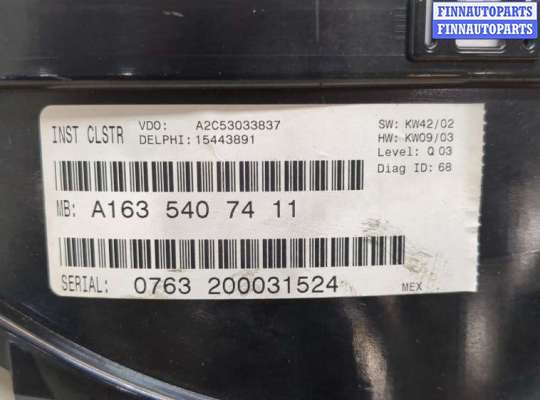 FINNAUTOPARTS
FINNAUTOPARTS
FINNAUTOPARTS
INST CLSTR
VDO: A2C53033837
DELPHI: 15443891
SW: KW42/02
HW: KW09/03
Level: Q 03
Diag ID: 68
MB: A163 540 74 11
SERIAL: 0763 200031524
MEX